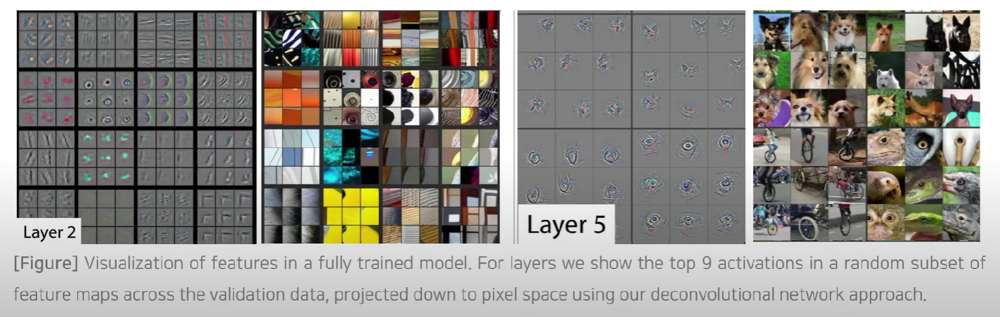 Layer 2
Layer 5
[Figure] Visualization of features in a fully trained model. For layers we show the top 9 activations in a random subset of
feature maps across the validation data, projected down to pixel space using our deconvolutional network approach.